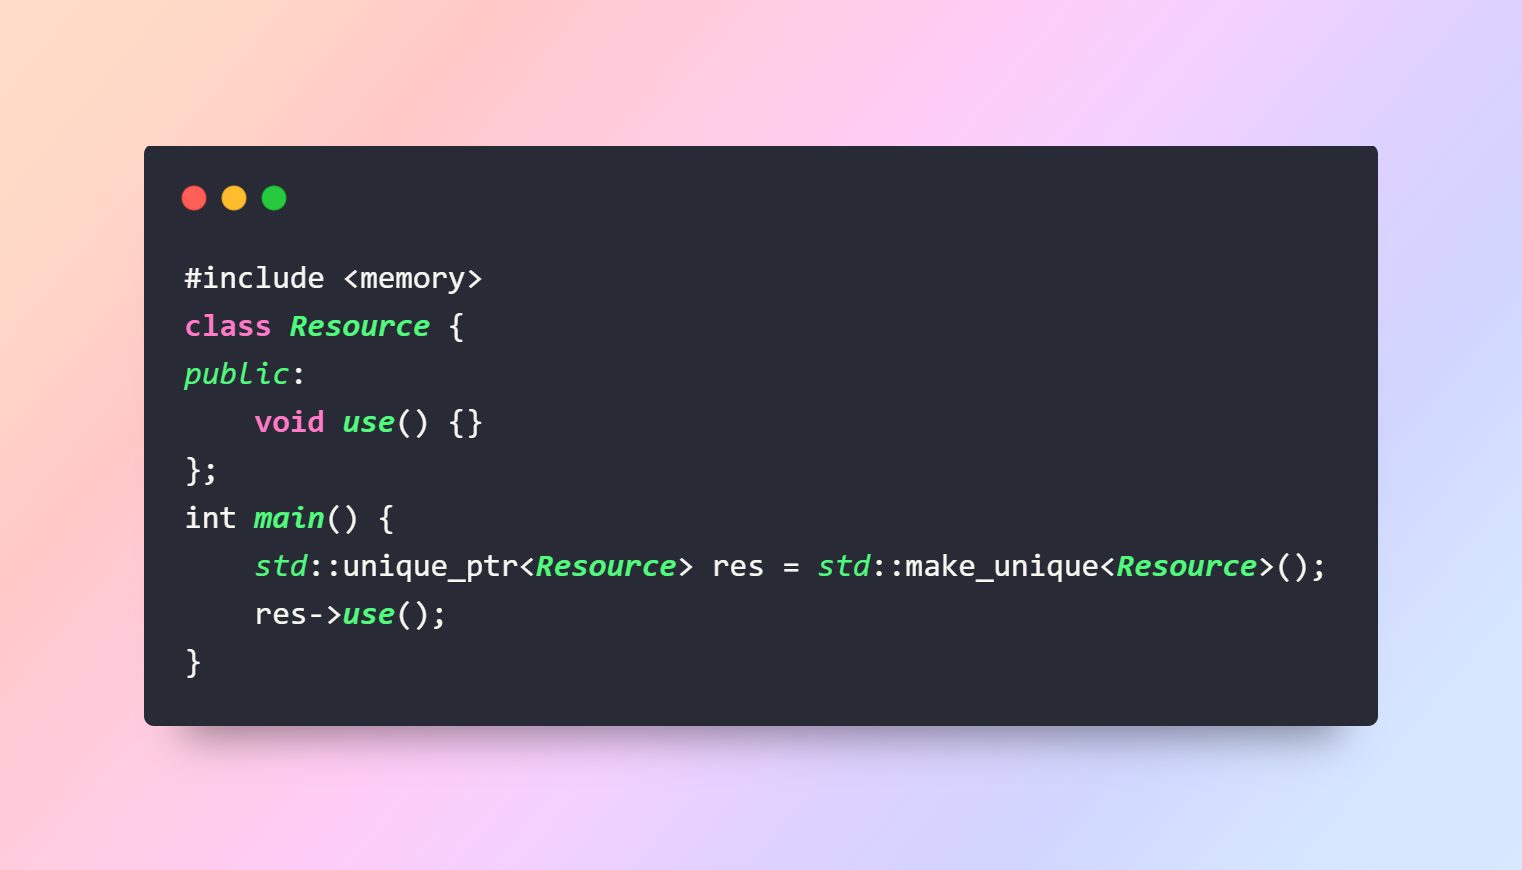 #include <memory>
class Resource {
public:
    void use() {}
};
int main() {
    std::unique_ptr<Resource> res = std::make_unique<Resource>();
    res->use();
}